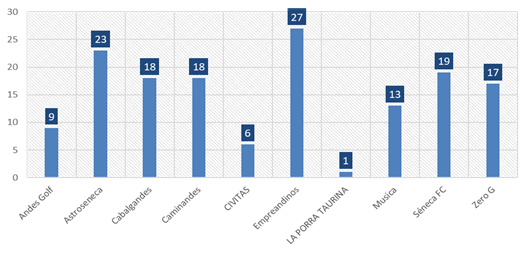 30
25
20
15
10
5
0
9
23
18
18
6
27
1
13
19
17
Andes Golf
Astroseneca
Cabalgandes
Caminandes
CIVITAS
EmpreandInos
LA PORRA TAURINA
Musica
Séneca FC
Zero G